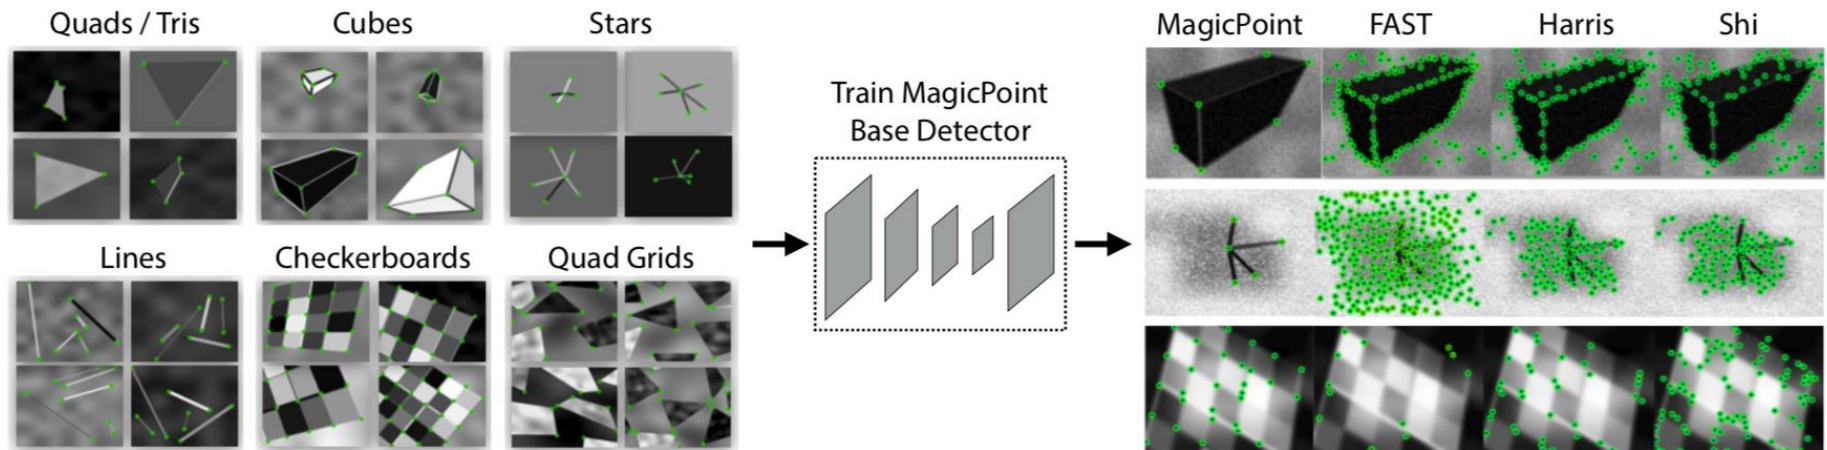 Quads / Tris
Cubes
Stars
Lines
Checkerboards
Quad Grids
Train MagicPoint
Base Detector
MagicPoint
FAST
Harris
Shi